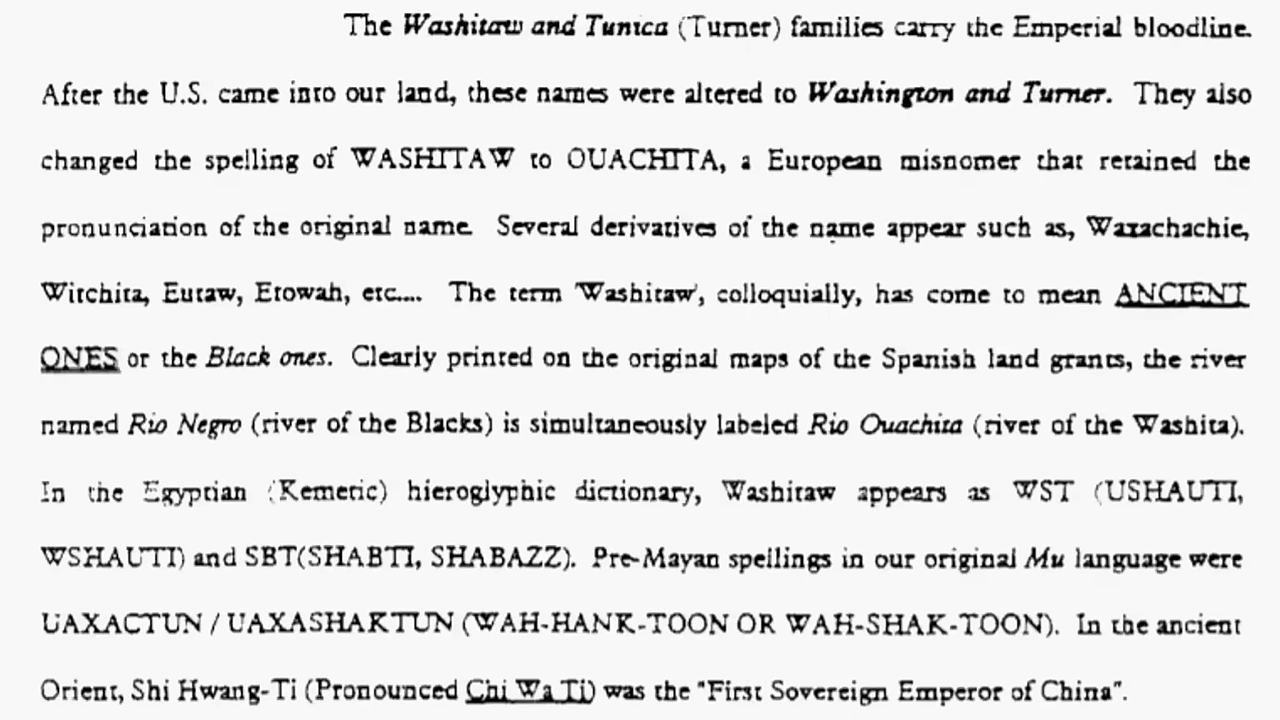 The Washitaw and Tunica (Turner) families carry the Emperial bloodline.
After the U.S. came into our land, these names were altered to Washington and Turner. They also
changed the spelling of WASHITAW to OUACHITA, a European misnomer that retained the
pronunciation of the original name. Several derivatives of the name appear such as, Waxachachie,
Witchita, Eutaw, Etowah, etc.... The term 'Washitaw', colloquially, has come to mean ANCIENT
ONES or the Black ones. Clearly printed on the original maps of the Spanish land grants, the river
named Rio Negro (river of the Blacks) is simultaneously labeled Rio Ouachita (river of the Washita).
In the Egyptian (Kemetic) hieroglyphic dictionary, Washitaw appears as WST (USHAUTI,
WSHAUTI) and SBT(SHABTI, SHABAZZ). Pre-Mayan spellings in our original Mu language were
UAXACTUN / UAXASHAKTUN (WAH-HANK-TOON OR WAH-SHAK-TOON). In the ancient
Orient, Shi Hwang-Ti (Pronounced Chi Wa Ti) was the "First Sovereign Emperor of China".